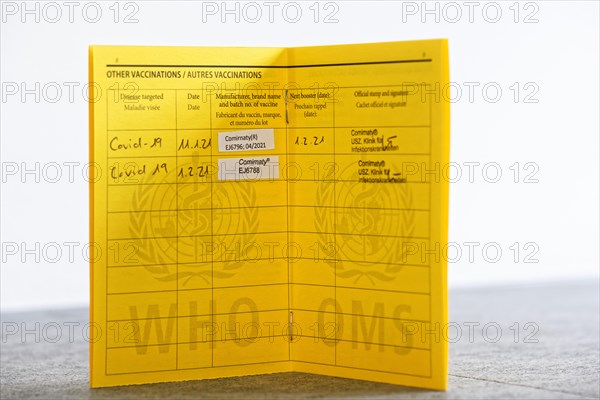 PHOTO 12
OTHER VACCINATIONS / AUTRES VACCINATIONS
Disease targeted
Maladie visée
Date
Date
Manufacturer, brand name
and batch no. of vaccine
Fabricant du vaccin, marque,
et numéro du lot
Next booster (date):
Prochain rappel
(date):
Official stamp and signature
Cachet officiel et signature
Covid-19
11.1.21
Comirnaty(R)
EJ6796; 04/2021
1.2.21
Comirnaty®
USZ. Klinik für
Infektionskrankheiten
Covid 19
1.2.21
Comirnaty®
EJ6788
Comirnaty®
USZ. Klinik für
Infektionskrankheiten
WHO OMS